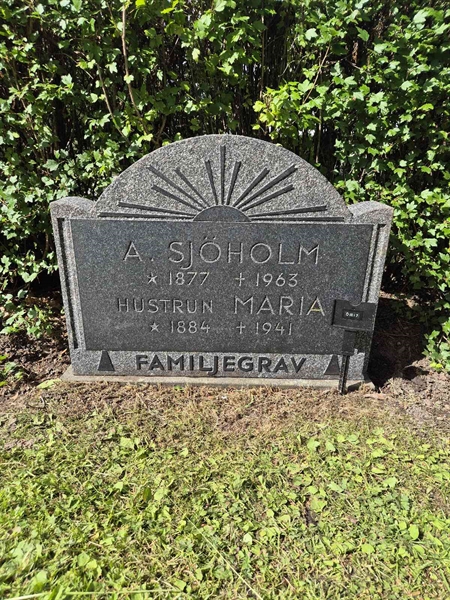 A. SJÖHOLM
* 1877 + 1963
HUSTRUN MARIA
* 1884 + 1941
FAMILJEGRAV